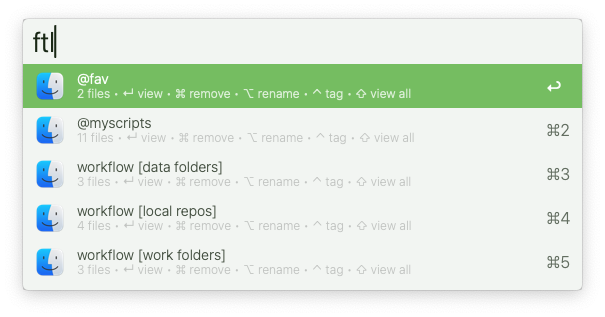 ftl
@fav
2 files • ↩ view • ⌘ remove • ⌥ rename • ^ tag • ⇧ view all
↩
@myscripts
11 files • ↩ view • ⌘ remove • ⌥ rename • ^ tag • ⇧ view all
⌘2
workflow [data folders]
3 files • ↩ view • ⌘ remove • ⌥ rename • ^ tag • ⇧ view all
⌘3
workflow [local repos]
4 files • ↩ view • ⌘ remove • ⌥ rename • ^ tag • ⇧ view all
⌘4
workflow [work folders]
3 files • ↩ view • ⌘ remove • ⌥ rename • ^ tag • ⇧ view all
⌘5